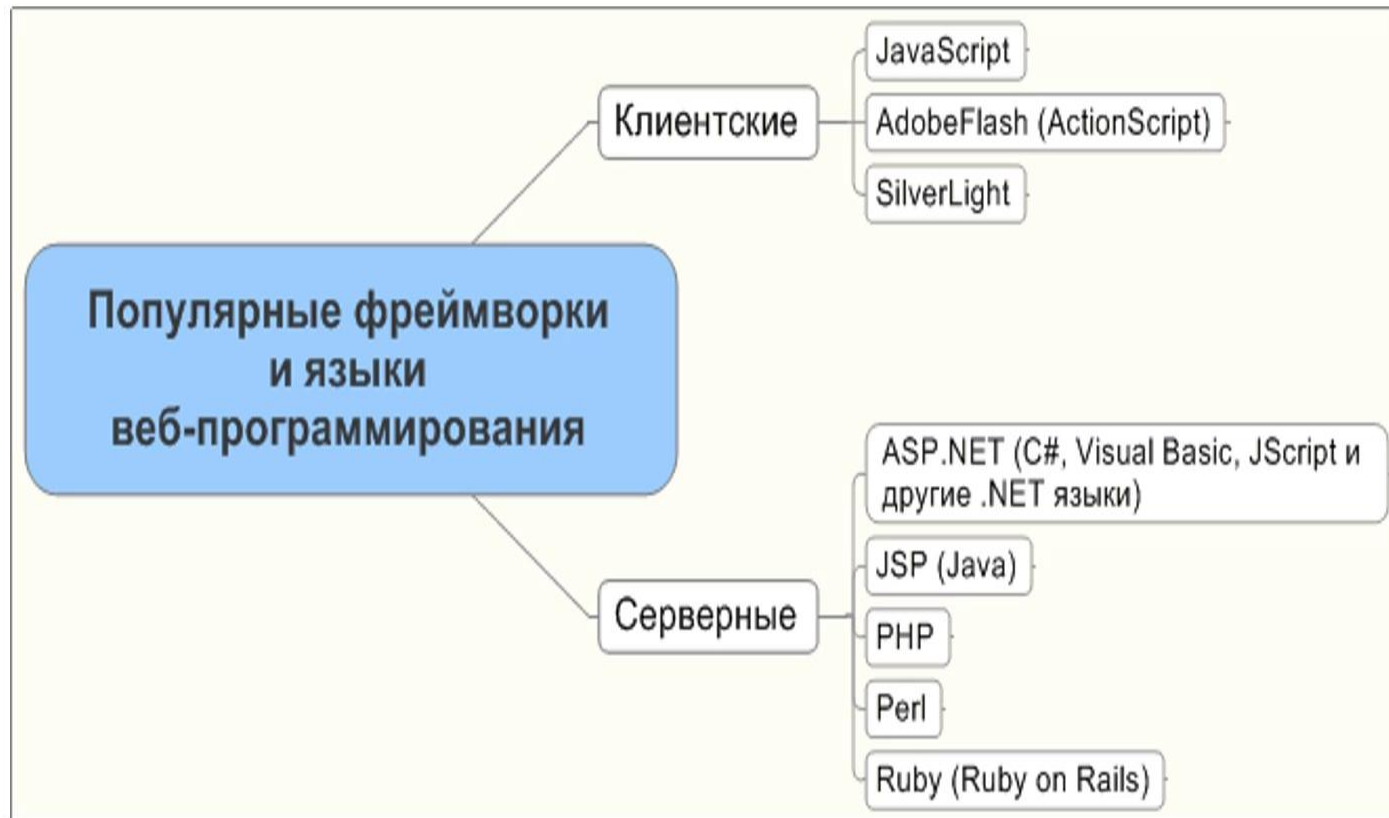 Популярные фреймворки
и языки
веб-программирования
Клиентские
JavaScript
AdobeFlash (ActionScript)
SilverLight
Серверные
ASP.NET (C#, Visual Basic, JScript и
другие .NET языки)
JSP (Java)
PHP
Perl
Ruby (Ruby on Rails)